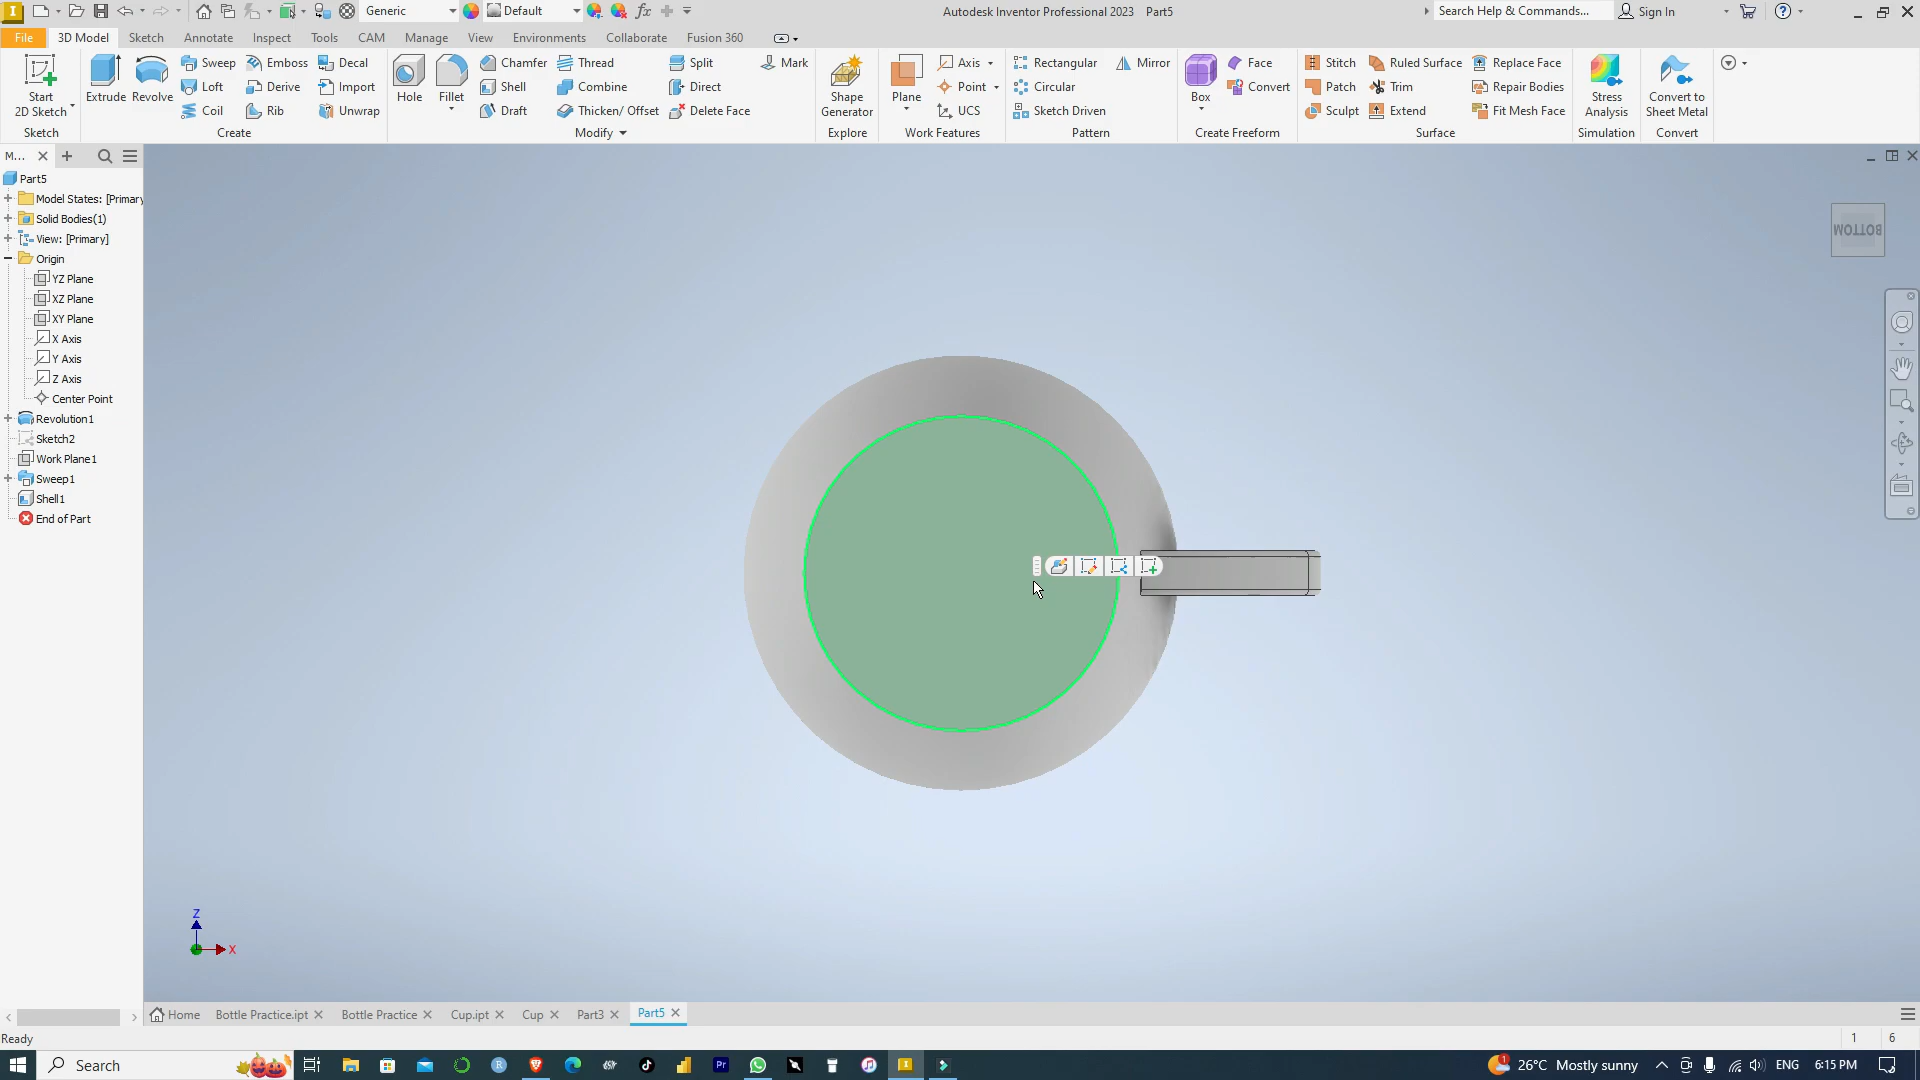 Generic
Default
Autodesk Inventor Professional 2023 Part5
Search Help & Commands...
Sign In
File
3D Model
Sketch
Annotate
Inspect
Tools
CAM
Manage
View
Environments
Collaborate
Fusion 360
Start
2D Sketch
Sketch
Extrude
Revolve
Sweep
Loft
Coil
Emboss
Derive
Rib
Decal
Import
Unwrap
Create
Hole
Fillet
Chamfer
Shell
Draft
Thread
Combine
Thicken/ Offset
Split
Direct
Delete Face
Mark
Modify
Shape
Generator
Explore
Plane
Axis
Point
UCS
Work Features
Rectangular
Circular
Sketch Driven
Mirror
Pattern
Box
Face
Convert
Create Freeform
Stitch
Patch
Sculpt
Ruled Surface
Trim
Extend
Replace Face
Repair Bodies
Fit Mesh Face
Surface
Stress
Analysis
Simulation
Convert to
Sheet Metal
Convert
M...
Part5
Model States: [Primary
Solid Bodies(1)
View: [Primary]
Origin
YZ Plane
XZ Plane
XY Plane
X Axis
Y Axis
Z Axis
Center Point
Revolution1
Sketch2
Work Plane1
Sweep1
Shell1
End of Part
BOTTOM
Z
X
Home
Bottle Practice.ipt
Bottle Practice
Cup.ipt
Cup
Part3
Part5
Ready
1
6
Search
26°C Mostly sunny
ENG
6:15 PM